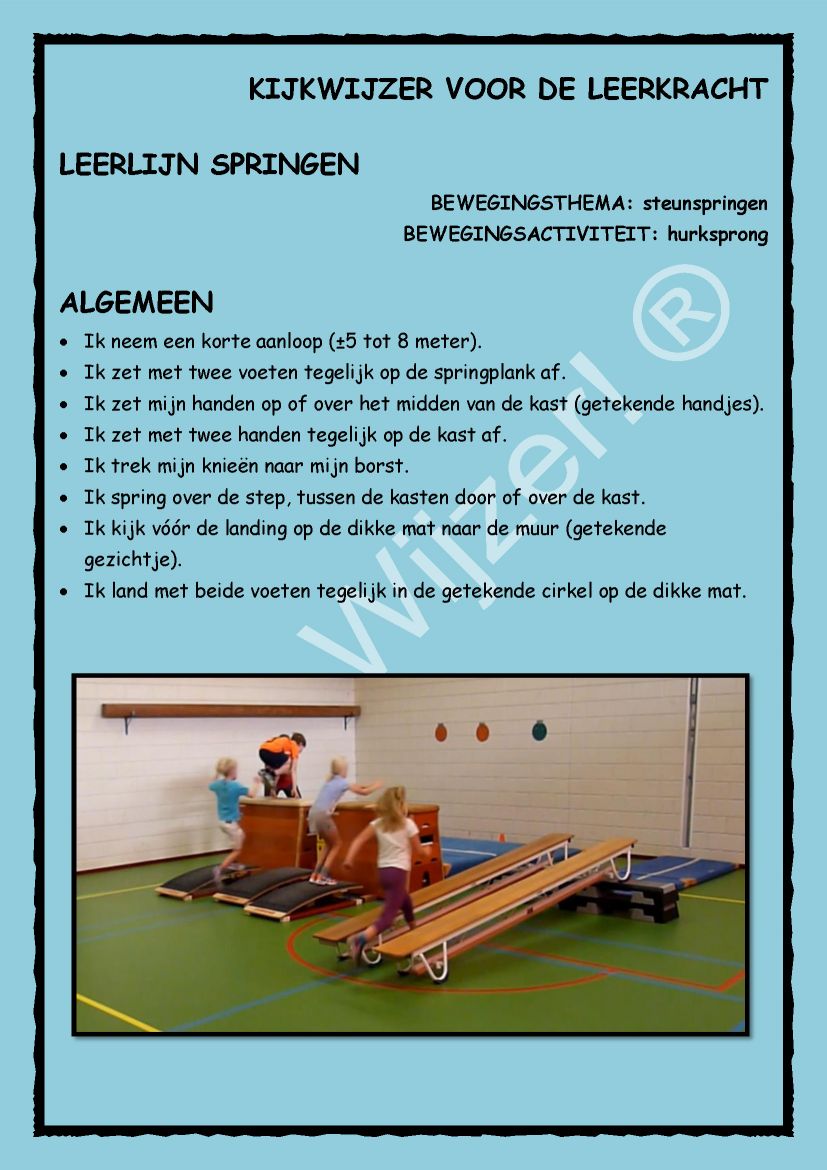 KIJKWIJZER VOOR DE LEERKRACHT
LEERLIJN SPRINGEN
BEWEGINGSTHEMA: steunspringen
BEWEGINGSACTIVITEIT: hurksprong
ALGEMEEN
• Ik neem een korte aanloop (±5 tot 8 meter).
• Ik zet met twee voeten tegelijk op de springplank af.
• Ik zet mijn handen op of over het midden van de kast (getekende handjes).
• Ik zet met twee handen tegelijk op de kast af.
• Ik trek mijn knieën naar mijn borst.
• Ik spring over de step, tussen de kasten door of over de kast.
• Ik kijk vóór de landing op de dikke mat naar de muur (getekende
gezichtje).
• Ik land met beide voeten tegelijk in de getekende cirkel op de dikke mat.
Wijzer! ®